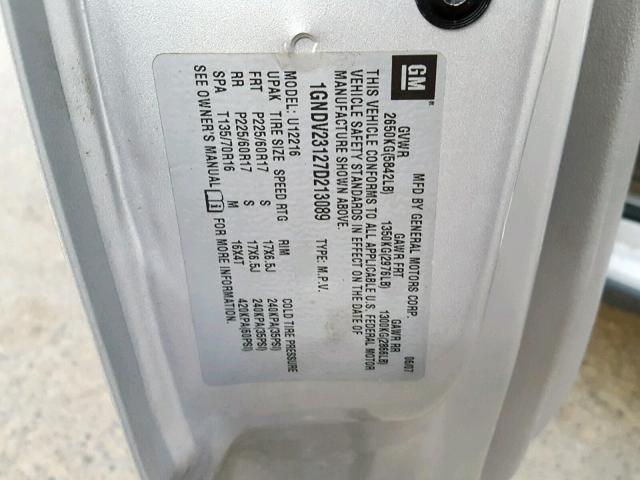 GM ®
MFD BY GENERAL MOTORS CORP. 06/07
GVWR GAWR FRT GAWR RR
2650KG(5842LB) 1350KG(2976LB) 1300KG(2866LB)
THIS VEHICLE CONFORMS TO ALL APPLICABLE U.S. FEDERAL MOTOR
VEHICLE SAFETY STANDARDS IN EFFECT ON THE DATE OF
MANUFACTURE SHOWN ABOVE.
1GNDV23127D213089 TYPE: M.P.V.
MODEL: U12216
UPAK TIRE SIZE SPEED RTG RIM COLD TIRE PRESSURE
FRT P225/60R17 S 17X6.5J 240KPA(35PSI)
RR P225/60R17 S 17X6.5J 240KPA(35PSI)
SPA T135/70R16 M 16X4T 420KPA(60PSI)
SEE OWNER'S MANUAL FOR MORE INFORMATION.